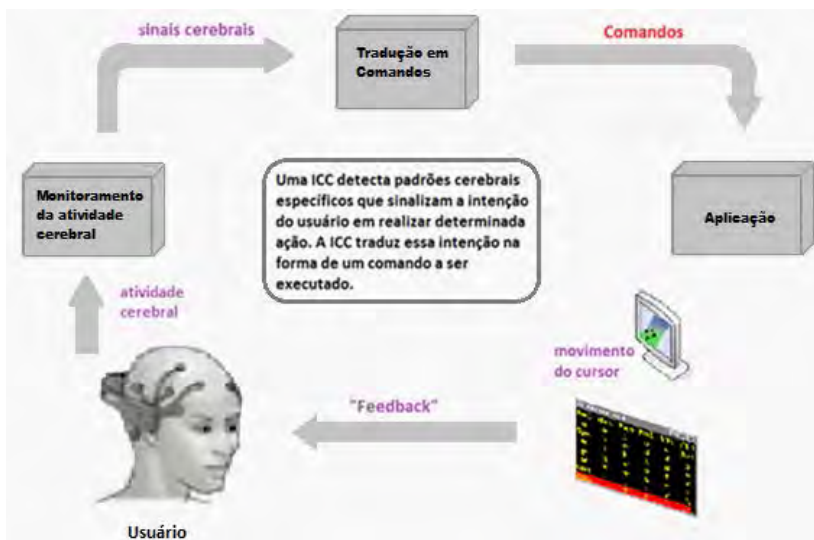 sinais cerebrais
Tradução em
Comandos
Comandos
Monitoramento
da atividade
cerebral
Uma ICC detecta padrões cerebrais
específicos que sinalizam a intenção
do usuário em realizar determinada
ação. A ICC traduz essa intenção na
forma de um comando a ser
executado.
Aplicação
atividade
cerebral
movimento
do cursor
"Feedback"
Usuário